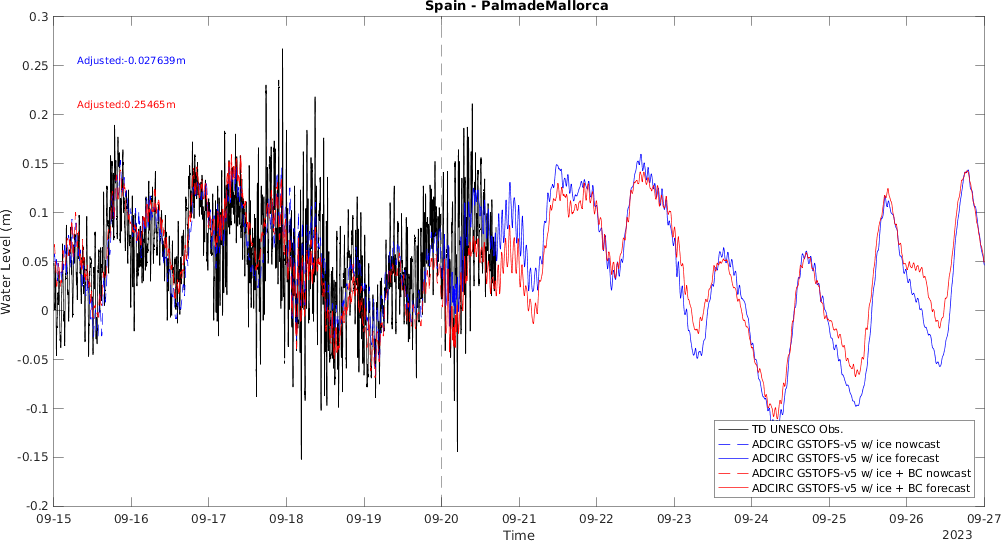 Spain - PalmadeMallorca
0.3
0.25
0.2
0.15
0.1
0.05
0
-0.05
-0.1
-0.15
-0.2
Water Level (m)
Adjusted:-0.027639m
Adjusted:0.25465m
TD UNESCO Obs.
ADCIRC GSTOFS-v5 w/ ice nowcast
ADCIRC GSTOFS-v5 w/ ice forecast
ADCIRC GSTOFS-v5 w/ ice + BC nowcast
ADCIRC GSTOFS-v5 w/ ice + BC forecast
09-15 09-16 09-17 09-18 09-19 09-20 09-21 09-22 09-23 09-24 09-25 09-26 09-27
Time
2023